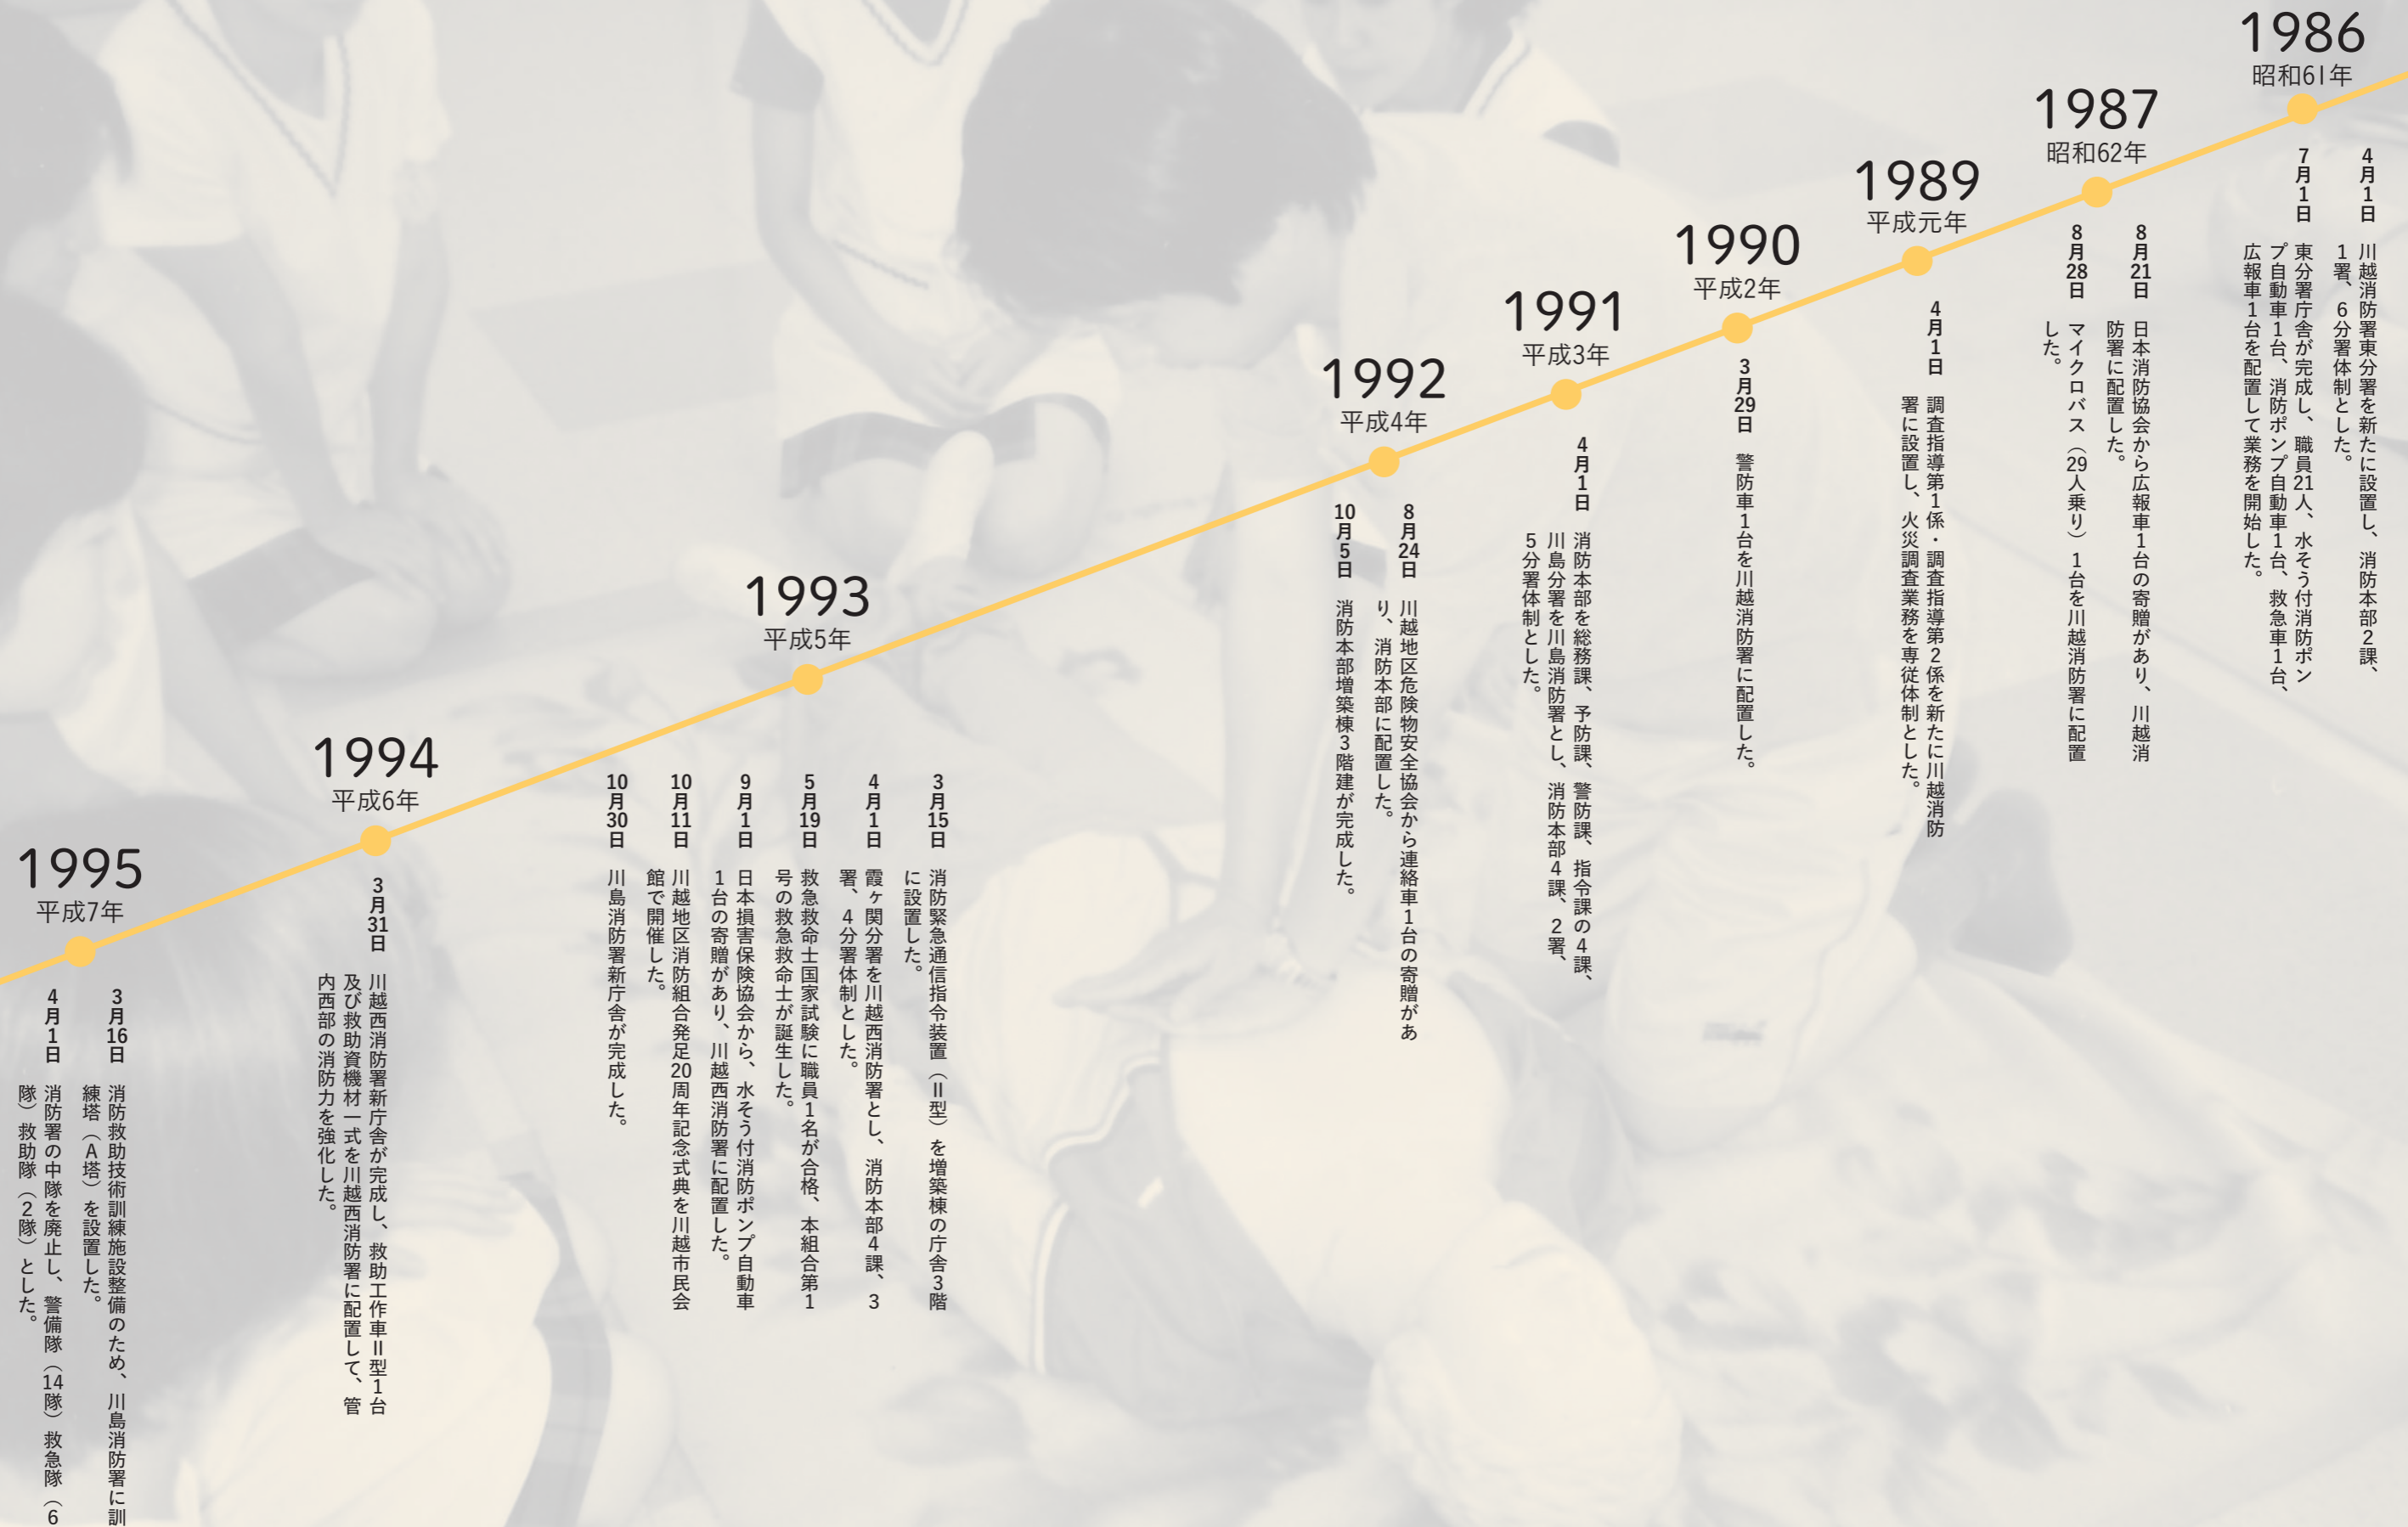 1986
昭和61年
4月1日
川越消防署東分署を新たに設置し、消防本部2課、
1署、6分署体制とした。
7月1日
東分署庁舎が完成し、職員21人、水そう付消防ポン
プ自動車1台、消防ポンプ自動車1台、救急車1台、
広報車1台を配置して業務を開始した。
1987
昭和62年
8月21日
日本消防協会から広報車1台の寄贈があり、川越消
防署に配置した。
8月28日
マイクロバス（29人乗り）1台を川越消防署に配置
した。
1989
平成元年
4月1日
調査指導第1係・調査指導第2係を新たに川越消防
署に設置し、火災調査業務を専従体制とした。
1990
平成2年
3月29日
警防車1台を川越消防署に配置した。
1991
平成3年
4月1日
消防本部を総務課、予防課、警防課、指令課の4課、
川島分署を川島消防署とし、消防本部4課、2署、
5分署体制とした。
1992
平成4年
8月24日
川越地区危険物安全協会から連絡車1台の寄贈があ
り、消防本部に配置した。
10月5日
消防本部増築棟3階建が完成した。
1993
平成5年
3月15日
消防緊急通信指令装置（Ⅱ型）を増築棟の庁舎3階
に設置した。
4月1日
霞ヶ関分署を川越西消防署とし、消防本部4課、3
署、4分署体制とした。
5月19日
救急救命士国家試験に職員1名が合格、本組合第1
号の救急救命士が誕生した。
9月1日
日本損害保険協会から、水そう付消防ポンプ自動車
1台の寄贈があり、川越西消防署に配置した。
10月11日
川越地区消防組合発足20周年記念式典を川越市民会
館で開催した。
10月30日
川島消防署新庁舎が完成した。
1994
平成6年
3月31日
川越西消防署新庁舎が完成し、救助工作車Ⅱ型1台
及び救助資機材一式を川越西消防署に配置して、管
内西部の消防力を強化した。
1995
平成7年
3月16日
消防救助技術訓練施設整備のため、川島消防署に訓
練塔（A塔）を設置した。
4月1日
消防署の中隊を廃止し、警備隊（14隊）救急隊（6
隊）救助隊（2隊）とした。